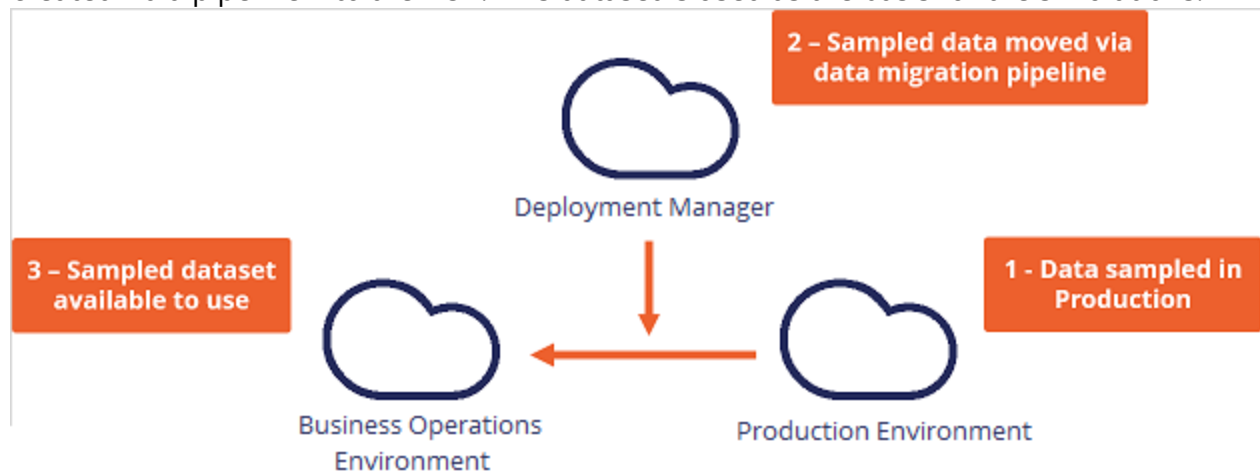 2 – Sampled data moved via
data migration pipeline
Deployment Manager
3 – Sampled dataset
available to use
1 - Data sampled in
Production
Business Operations
Environment
Production Environment